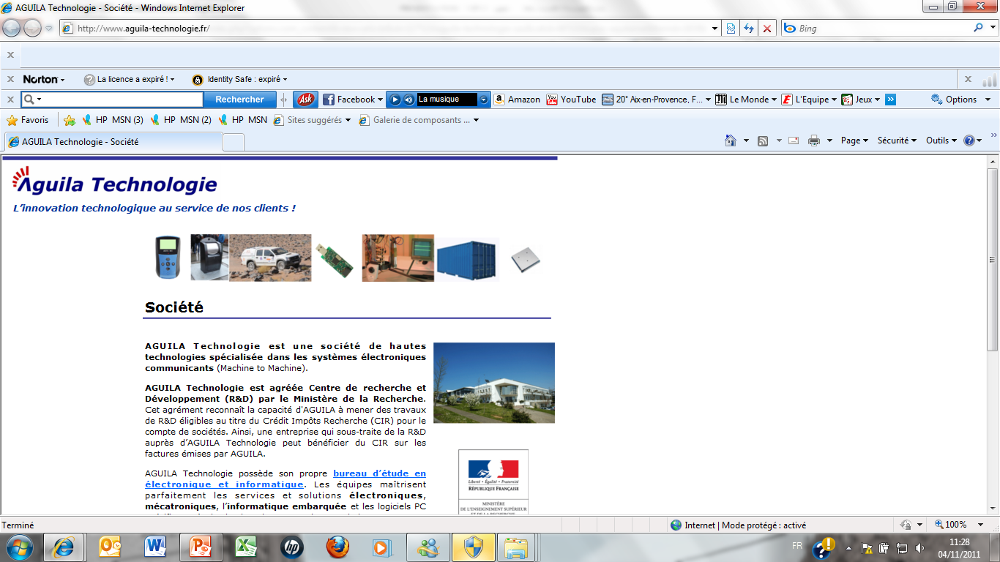 AGUILA Technologie - Société - Windows Internet Explorer
http://www.aguila-technologie.fr/
Bing
Norton
La licence a expiré !
Identity Safe : expiré
Rechercher
Ask
Facebook
La musique
Amazon
YouTube
20° Aix-en-Provence, F...
Le Monde
L'Equipe
Jeux
Options
Favoris
HP MSN (3)
HP MSN (2)
HP MSN
Sites suggérés
Galerie de composants ...
AGUILA Technologie - Société
Page
Sécurité
Outils
Aguila Technologie
L'innovation technologique au service de nos clients !
Société
AGUILA Technologie est une société de hautes
technologies spécialisée dans les systèmes électroniques
communicants (Machine to Machine).
AGUILA Technologie est agréée Centre de recherche et
Développement (R&D) par le Ministère de la Recherche.
Cet agrément reconnaît la capacité d'AGUILA à mener des travaux
de R&D éligibles au titre du Crédit Impôts Recherche (CIR) pour le
compte de sociétés. Ainsi, une entreprise qui sous-traite de la R&D
auprès d'AGUILA Technologie peut bénéficier du CIR sur les
factures émises par AGUILA.
AGUILA Technologie possède son propre bureau d'étude en
électronique et informatique. Les équipes maîtrisent
parfaitement les services et solutions électroniques,
mécatroniques, l'informatique embarquée et les logiciels PC
Liberté • Égalité • Fraternité
RÉPUBLIQUE FRANÇAISE
MINISTÈRE
DE L'ENSEIGNEMENT SUPÉRIEUR
ET DE LA RECHERCHE
Terminé
Internet | Mode protégé : activé
100%
FR
11:28
04/11/2011